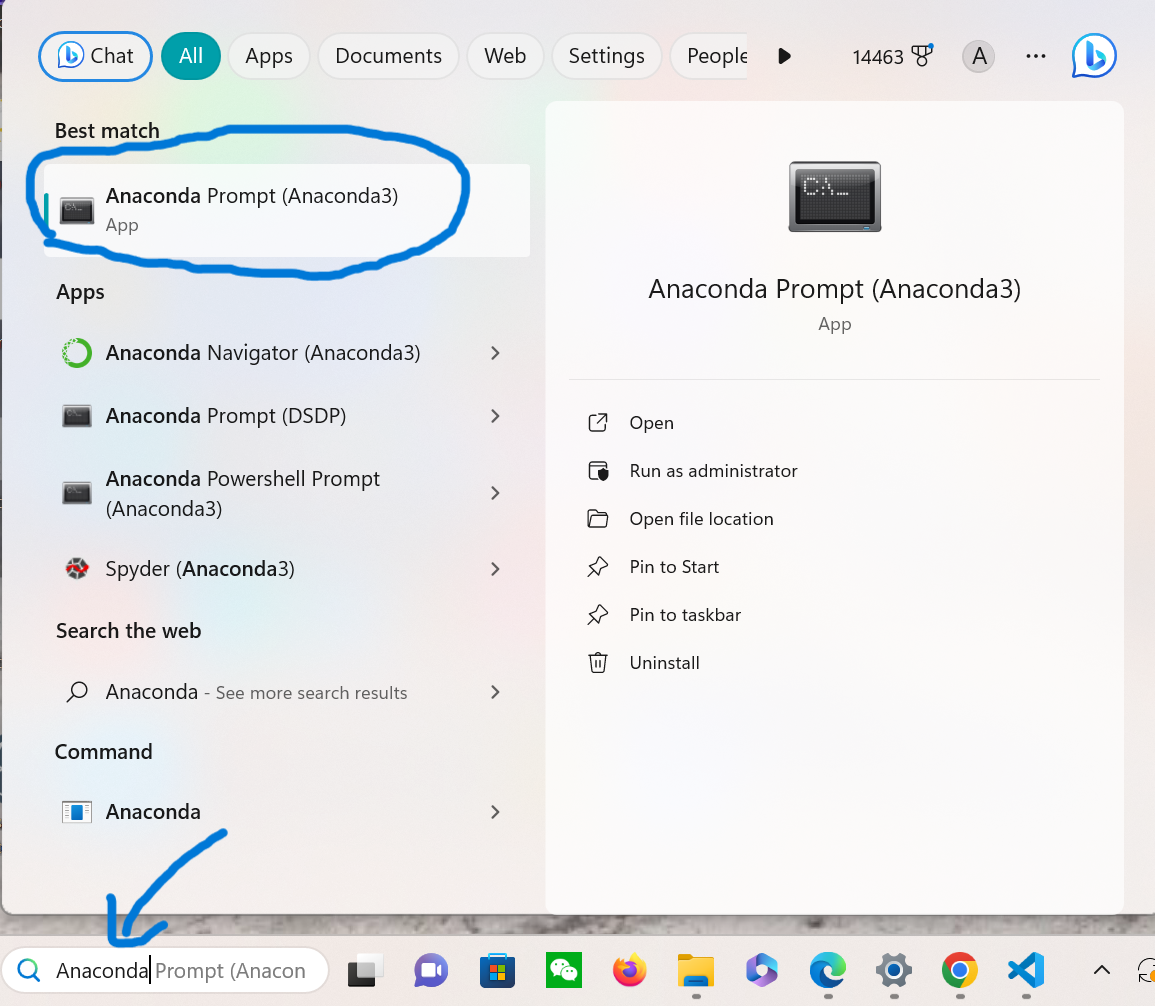 Chat All Apps Documents Web Settings People 14463 A ...
Best match
Anaconda Prompt (Anaconda3)
App
Apps
Anaconda Navigator (Anaconda3)
Anaconda Prompt (DSDP)
Anaconda Powershell Prompt
(Anaconda3)
Spyder (Anaconda3)
Search the web
Anaconda - See more search results
Command
Anaconda
C:\_
Anaconda Prompt (Anaconda3)
App
Open
Run as administrator
Open file location
Pin to Start
Pin to taskbar
Uninstall
Anaconda Prompt (Anacon